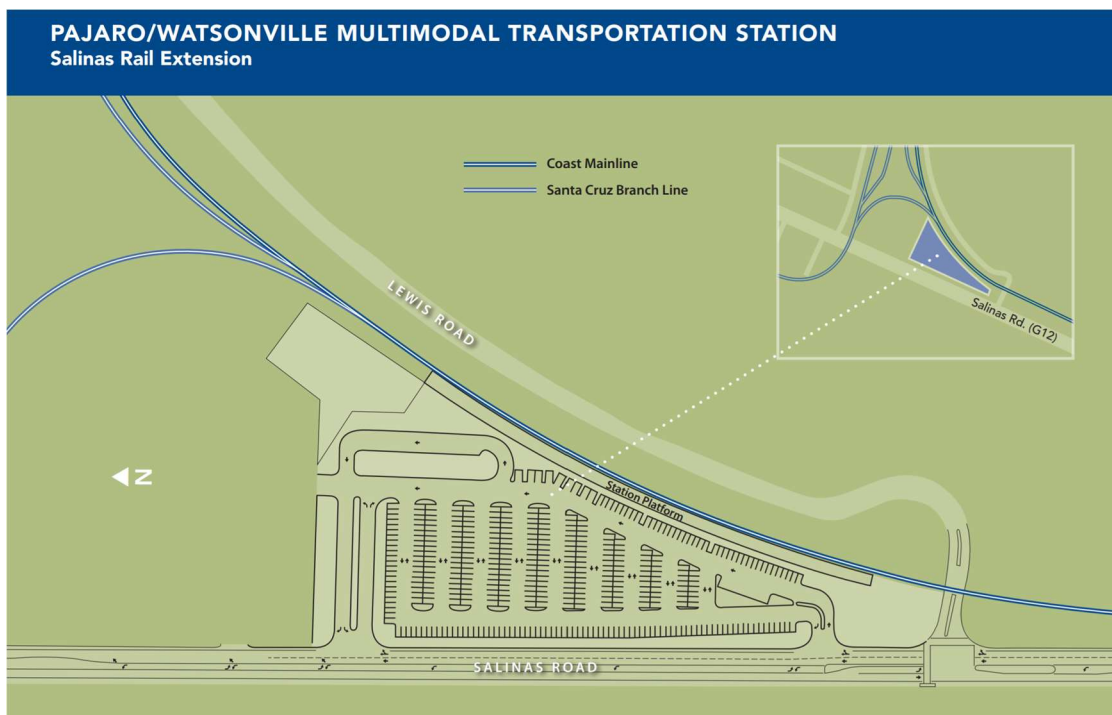 PAJARO/WATSONVILLE MULTIMODAL TRANSPORTATION STATION
Salinas Rail Extension
Coast Mainline
Santa Cruz Branch Line
Salinas Rd. (G12)
LEWIS ROAD
N
Station Platform
SALINAS ROAD